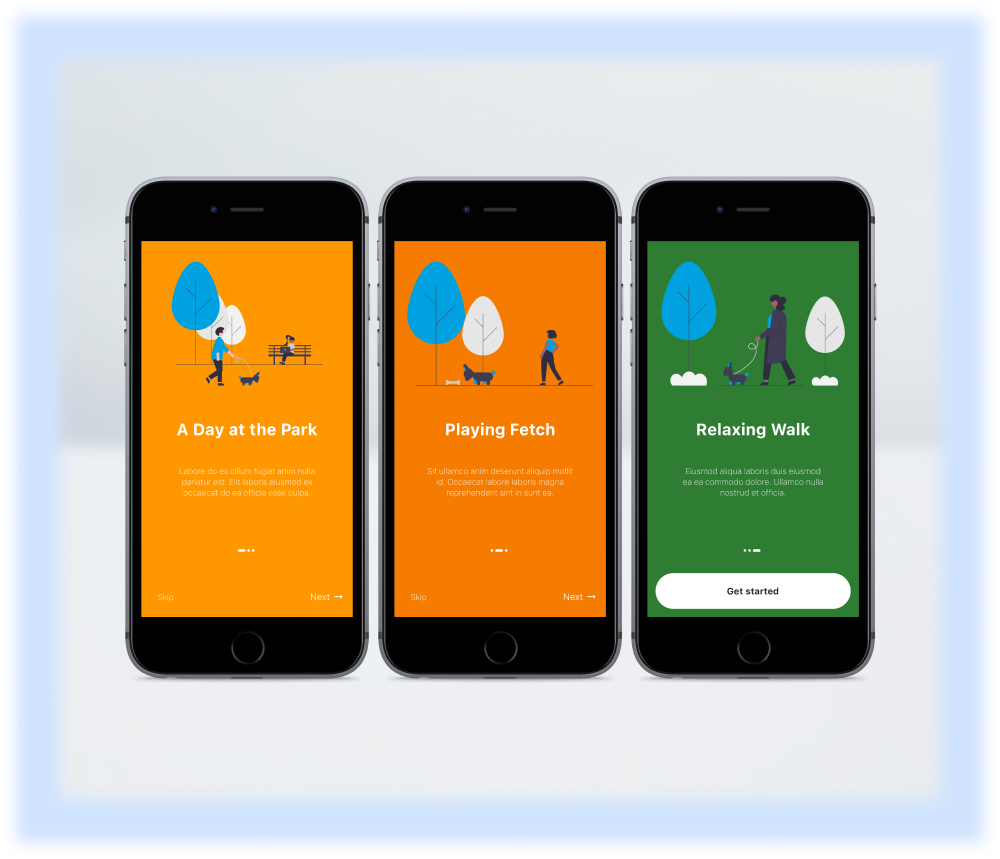 A Day at the Park
Labore do ex cillum fugiat anim nulla
pariatur est. Elit laboris eiusmod ex
occaecat do ea officia esse culpa.
Skip
Next →
Playing Fetch
Sit ullamco anim deserunt aliquip mollit
id. Occaecat labore laboris magna
reprehenderit sint in sunt ea.
Skip
Next →
Relaxing Walk
Eiusmod aliqua laboris duis eiusmod
ea ea commodo dolore. Ullamco nulla
nostrud et officia.
Get started